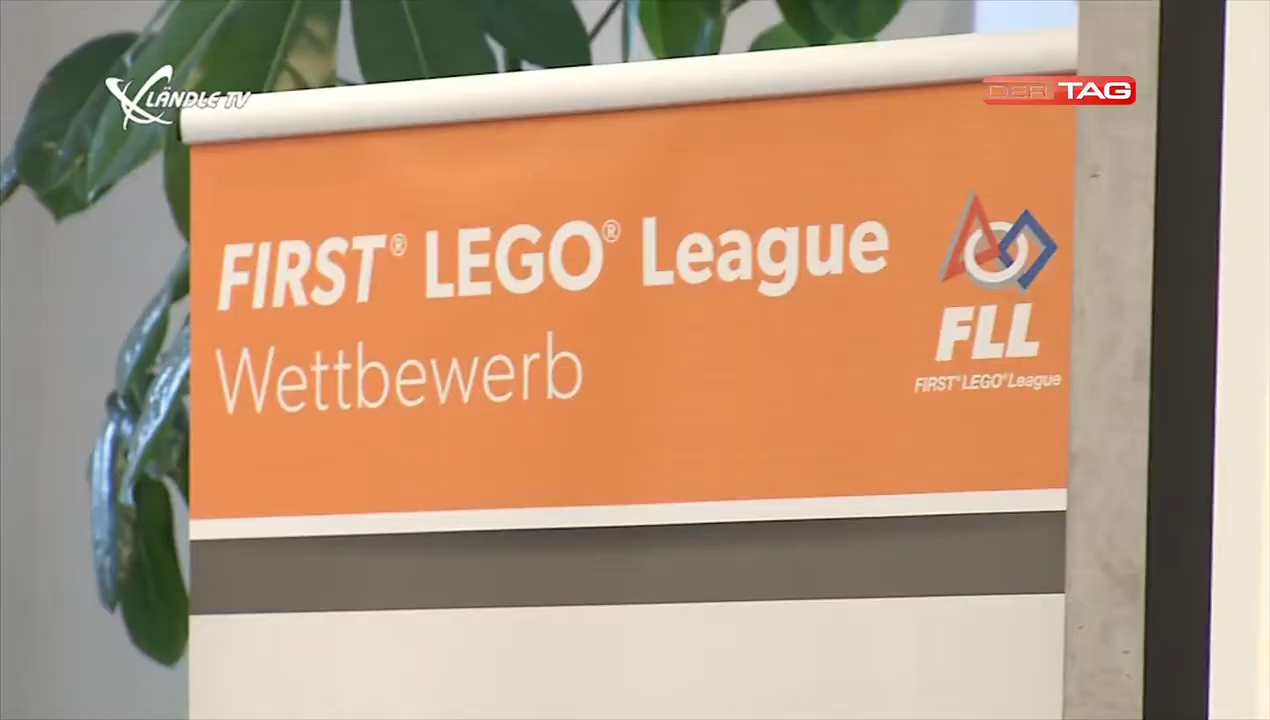 LÄNDLE TV
DER TAG
FIRST® LEGO® League
Wettbewerb
FLL
FIRST® LEGO® League